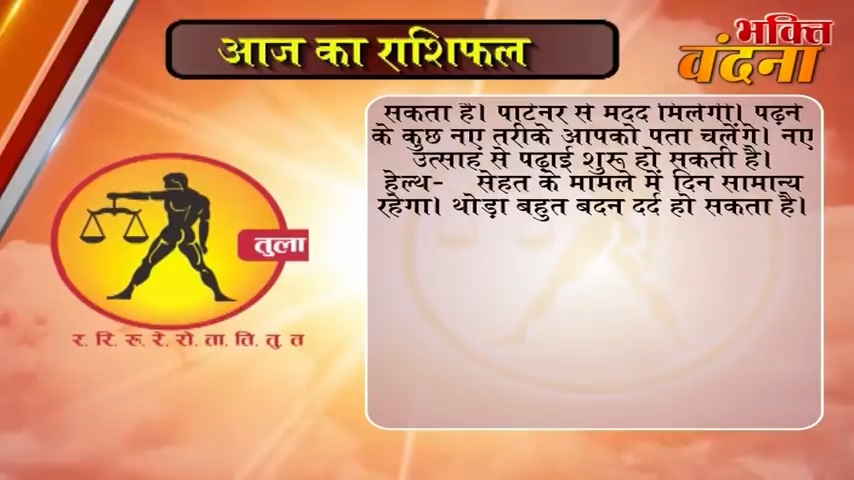 आज का राशिफल
भक्ति
वंदना
सकता है। पार्टनर से मदद मिलेगी। पढ़ने
के कुछ नए तरीके आपको पता चलेंगे। नए
उत्साह से पढ़ाई शुरू हो सकती है।
हेल्थ- सेहत के मामले में दिन सामान्य
रहेगा। थोड़ा बहुत बदन दर्द हो सकता है।
तुला
र. रि. रू. रे. रो. ता. ति. तु. त